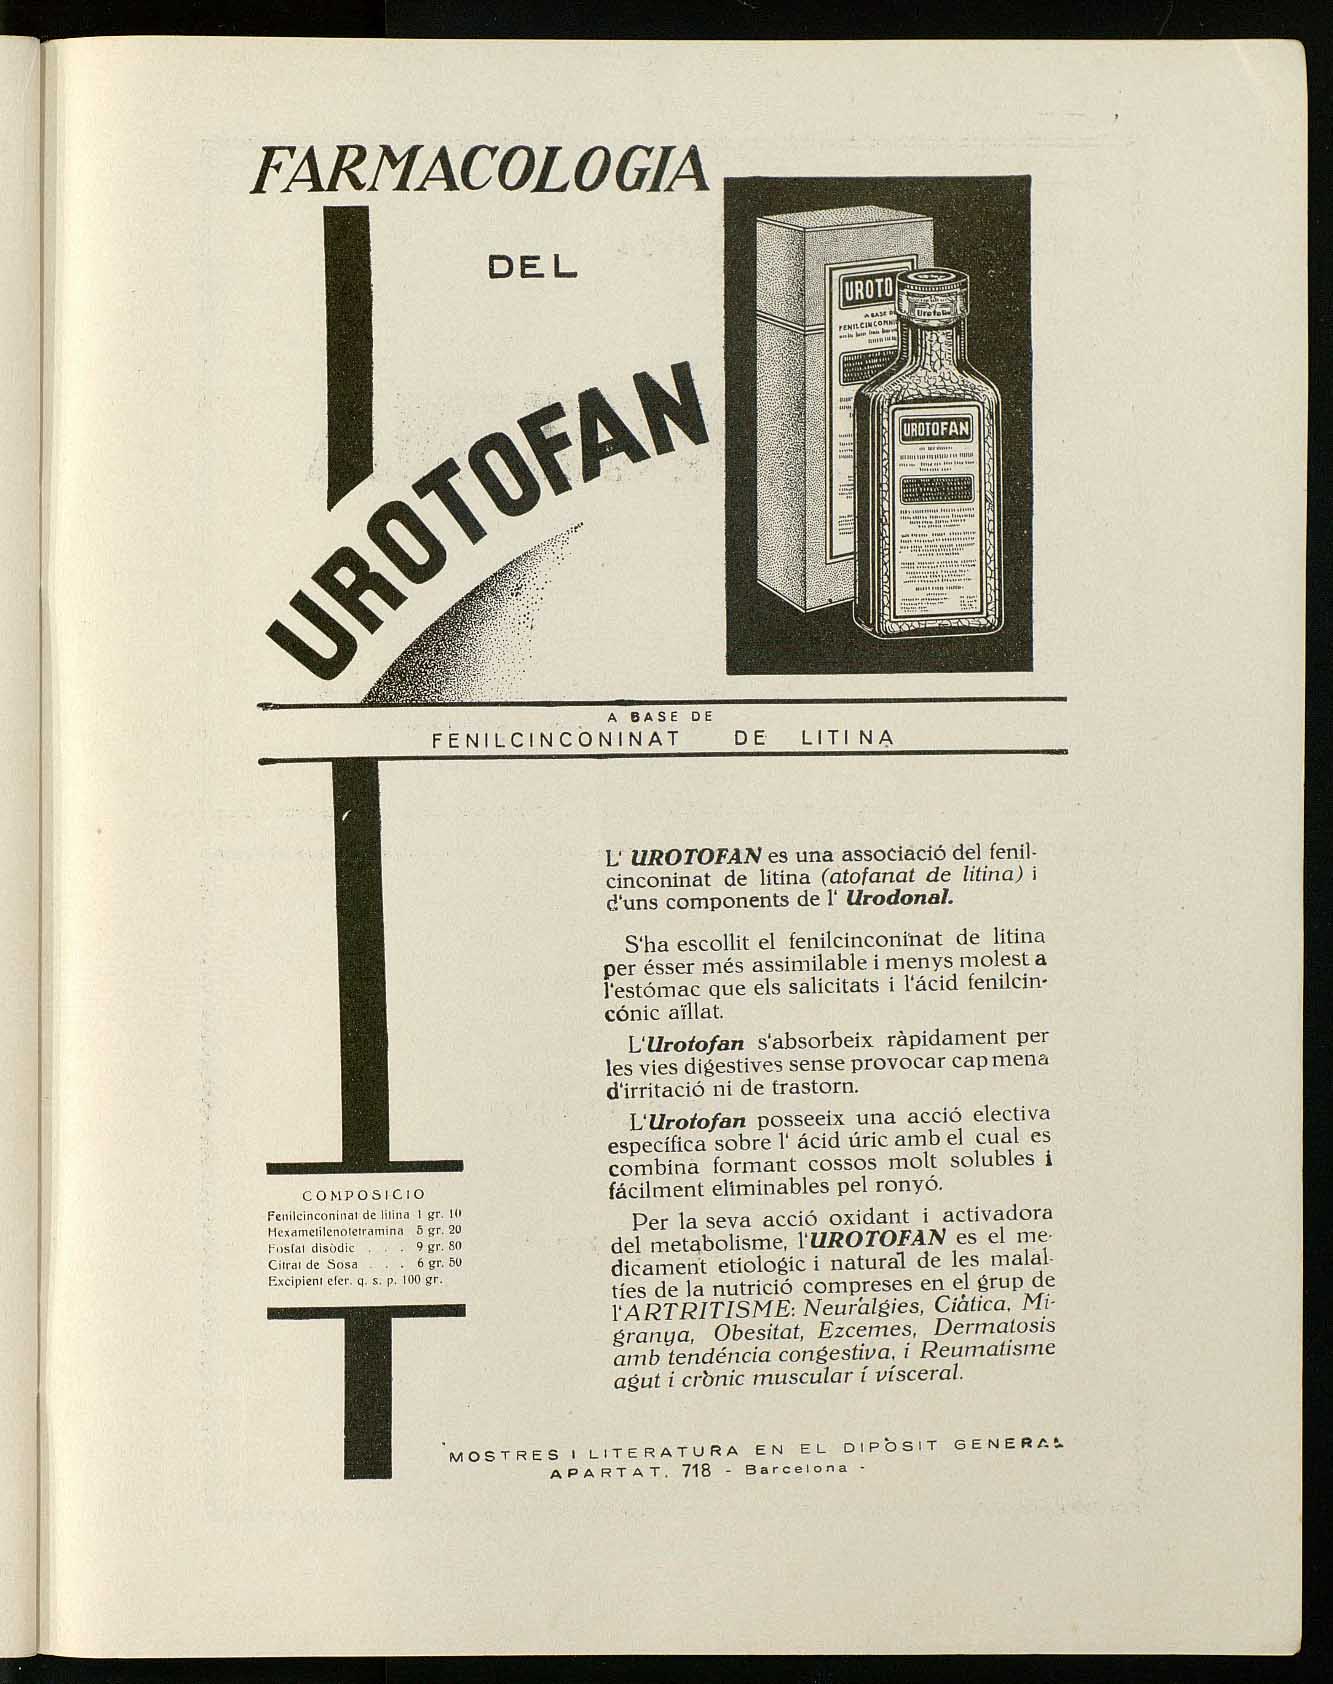 FARMACOLOGIA
DEL
UROTOFAN
UROTO
A BASE D
FENILCINCONIN
Urotofan
UROTOFAN
A BASE DE
FENILCINCONINAT DE LITINA
L' UROTOFAN es una associació del fenil-
cinconinat de litina (atofanat de litina) i
d'uns components de l' Urodonal.
S'ha escollit el fenilcinconinat de litina
per ésser més assimilable i menys molest a
l'estómac que els salicitats i l'ácid fenilcin-
cónic aïllat.
L'Urotofan s'absorbeix ràpidament per
les vies digestives sense provocar cap mena
d'irritació ni de trastorn.
L'Urotofan posseeix una acció electiva
específica sobre l' ácid úric amb el cual es
combina formant cossos molt solubles i
fácilment eliminables pel ronyó.
Per la seva acció oxidant i activadora
del metabolisme, l'UROTOFAN es el me-
dicament etiologic i natural de les malal-
tíes de la nutrició compreses en el grup de
l'ARTRITISME: Neuràlgies, Ciàtica, Mi-
granya, Obesitat, Ezcemes, Dermatosis
amb tendéncia congestiva, i Reumatisme
agut i crònic muscular í vísceral.
COMPOSICIO
Fenilcinconinat de litina 1 gr. 10
Hexametilenotetramina 5 gr. 20
Fosfat disòdic . . . 9 gr. 80
Citrat de Sosa . . . 6 gr. 50
Excipient efer. q. s. p. 100 gr.
MOSTRES I LITERATURA EN EL DIPÒSIT GENERAL
APARTAT. 718 - Barcelona -